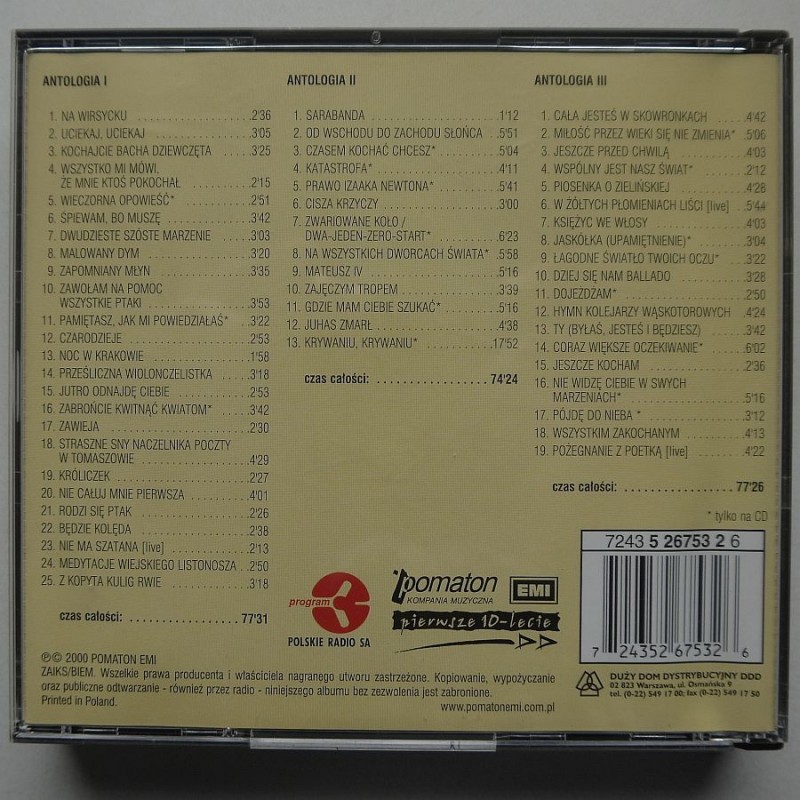 ANTOLOGIA I
1. NA WIRSYCKU ........................ 2'36
2. UCIEKAJ, UCIEKAJ ................... 3'05
3. KOCHAJCIE BACHA DZIEWCZĘTA ........ 3'25
4. WSZYSTKO MI MÓWI,
ŻE MNIE KTOŚ POKOCHAŁ ............... 2'15
5. WIECZORNA OPOWIEŚĆ* ............... 2'51
6. ŚPIEWAM, BO MUSZĘ ................. 3'42
7. DWUDZIESTE SZÓSTE MARZENIE ....... 3'03
8. MALOWANY DYM ...................... 3'20
9. ZAPOMNIANY MŁYN ................... 3'35
10. ZAWOŁAM NA POMOC
WSZYSTKIE PTAKI ..................... 3'53
11. PAMIĘTASZ, JAK MI POWIEDZIAŁAŚ* ... 3'22
12. CZARODZIEJE ...................... 2'53
13. NOC W KRAKOWIE ................... 1'58
14. PRZEŚLICZNA WIOLONCZELISTKA ..... 3'18
15. JUTRO ODNAJDĘ CIEBIE ............. 2'53
16. ZABROŃCIE KWITNĄĆ KWIATOM* ...... 3'42
17. ZAWIEJA .......................... 2'30
18. STRASZNE SNY NACZELNIKA POCZTY
W TOMASZOWIE ........................ 4'29
19. KRÓLICZEK ........................ 2'27
20. NIE CAŁUJ MNIE PIERWSZA ......... 4'01
21. RODZI SIĘ PTAK ................... 2'26
22. BĘDZIE KOLĘDA .................... 2'38
23. NIE MA SZATANA [live] ............ 2'13
24. MEDYTACJE WIEJSKIEGO LISTONOSZA .. 2'50
25. Z KOPYTA KULIG RWIE .............. 3'18
czas całości: ....................... 77'31
ANTOLOGIA II
1. SARABANDA ......................... 1'12
2. OD WSCHODU DO ZACHODU SŁOŃCA ..... 5'51
3. CZASEM KOCHAĆ CHCESZ* ............. 5'04
4. KATASTROFA* ....................... 4'11
5. PRAWO IZAAKA NEWTONA* ............ 5'41
6. CISZA KRZYCZY ..................... 3'00
7. ZWARIOWANE KOŁO /
DWA-JEDEN-ZERO-START* ............... 6'23
8. NA WSZYSTKICH DWORCACH ŚWIATA* ... 5'58
9. MATEUSZ IV ........................ 5'16
10. ZAJĘCZYM TROPEM .................. 3'39
11. GDZIE MAM CIEBIE SZUKAĆ* ........ 5'16
12. JUHAS ZMARŁ ...................... 4'38
13. KRYWANIU, KRYWANIU* ............. 17'52
czas całości: ....................... 74'24
ANTOLOGIA III
1. CAŁA JESTEŚ W SKOWRONKACH ........ 4'42
2. MIŁOŚĆ PRZEZ WIEKI SIĘ NIE ZMIENIA* . 5'06
3. JESZCZE PRZED CHWILĄ .............. 4'03
4. WSPÓLNY JEST NASZ ŚWIAT* ......... 2'12
5. PIOSENKA O ZIELIŃSKIEJ ........... 4'28
6. W ŻÓŁTYCH PŁOMIENIACH LIŚCI [live] .. 5'44
7. KSIĘŻYC WE WŁOSY .................. 4'03
8. JASKÓŁKA (UPAMIĘTNIENIE)* ........ 3'04
9. ŁAGODNE ŚWIATŁO TWOICH OCZU* ..... 3'22
10. DZIEJ SIĘ NAM BALLADO ............ 3'28
11. DOJEŻDŻAM* ....................... 2'50
12. HYMN KOLEJARZY WĄSKOTOROWYCH .... 4'24
13. TY (BYŁAŚ, JESTEŚ I BĘDZIESZ) .... 3'42
14. CORAZ WIĘKSZE OCZEKIWANIE* ...... 6'02
15. JESZCZE KOCHAM ................... 2'36
16. NIE WIDZĘ CIEBIE W SWYCH
MARZENIACH* ......................... 5'16
17. PÓJDĘ DO NIEBA * ................. 3'12
18. WSZYSTKIM ZAKOCHANYM ............ 4'13
19. POŻEGNANIE Z POETKĄ [live] ...... 4'22
czas całości: ....................... 77'26
* tylko na CD
7243 5 26753 2 6
7 24352 67532 6
program 3
POLSKIE RADIO SA
pomaton
KOMPANIA MUZYCZNA
EMI
pierwsze 10-lecie
℗© 2000 POMATON EMI
ZAIKS/BIEM. Wszelkie prawa producenta i właściciela nagranego utworu zastrzeżone. Kopiowanie, wypożyczanie
oraz publiczne odtwarzanie - również przez radio - niniejszego albumu bez zezwolenia jest zabronione.
Printed in Poland.
www.pomatonemi.com.pl
DUŻY DOM DYSTRYBUCYJNY DDD
02 823 Warszawa, ul. Osmańska 9
tel. (0-22) 549 17 00; fax (0-22) 549 17 50